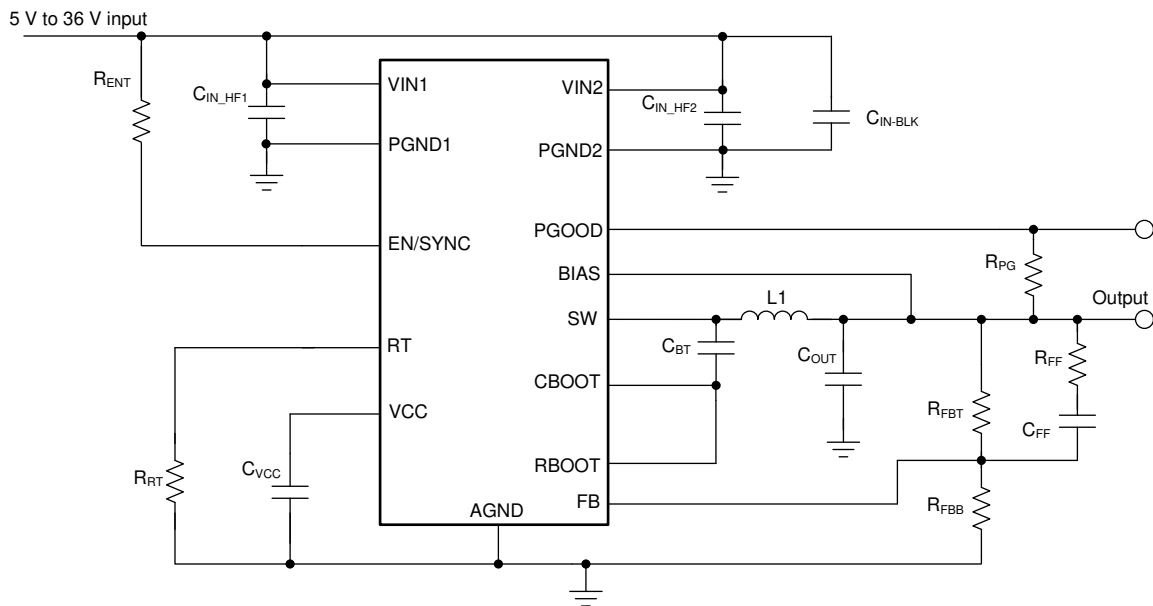 5 V to 36 V input
R_ENT
C_IN_HF1
VIN1
VIN2
C_IN_HF2
C_IN-BLK
PGND1
PGND2
EN/SYNC
PGOOD
BIAS
R_PG
L1
SW
Output
RT
C_BT
C_OUT
R_FF
CBOOT
VCC
R_FBT
C_FF
RBOOT
R_RT
C_VCC
FB
AGND
R_FBB